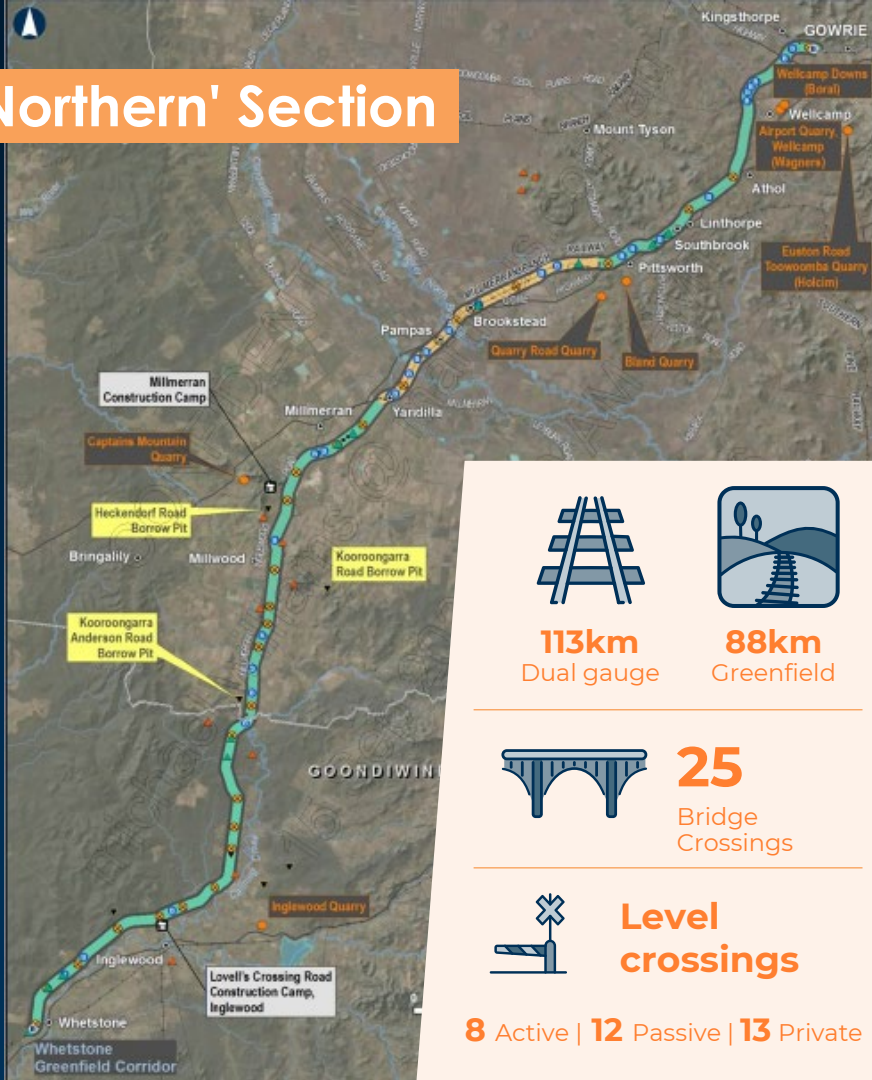 Kingsthorpe
GOWRIE
Northern' Section
Wellcamp Downs
(Boral)
Wellcamp
Airport Quarry,
Wellcamp
(Wagners)
Mount Tyson
Athol
Linthorpe
Southbrook
Euston Road
Toowoomba Quarry
(Holcim)
Pittsworth
Brookstead
Pampas
Quarry Road Quarry
Bland Quarry
Millmerran
Construction Camp
Millmerran
Yandilla
Captains Mountain
Quarry
Heckendorf Road
Borrow Pit
Bringalily
Millwood
Kooroongarra
Road Borrow Pit
Kooroongarra
Anderson Road
Borrow Pit
GOONDIWIN
Inglewood Quarry
Inglewood
Lovell's Crossing Road
Construction Camp,
Inglewood
Whetstone
Whetstone
Greenfield Corridor
113km
Dual gauge
88km
Greenfield
25
Bridge
Crossings
Level
crossings
8 Active | 12 Passive | 13 Private